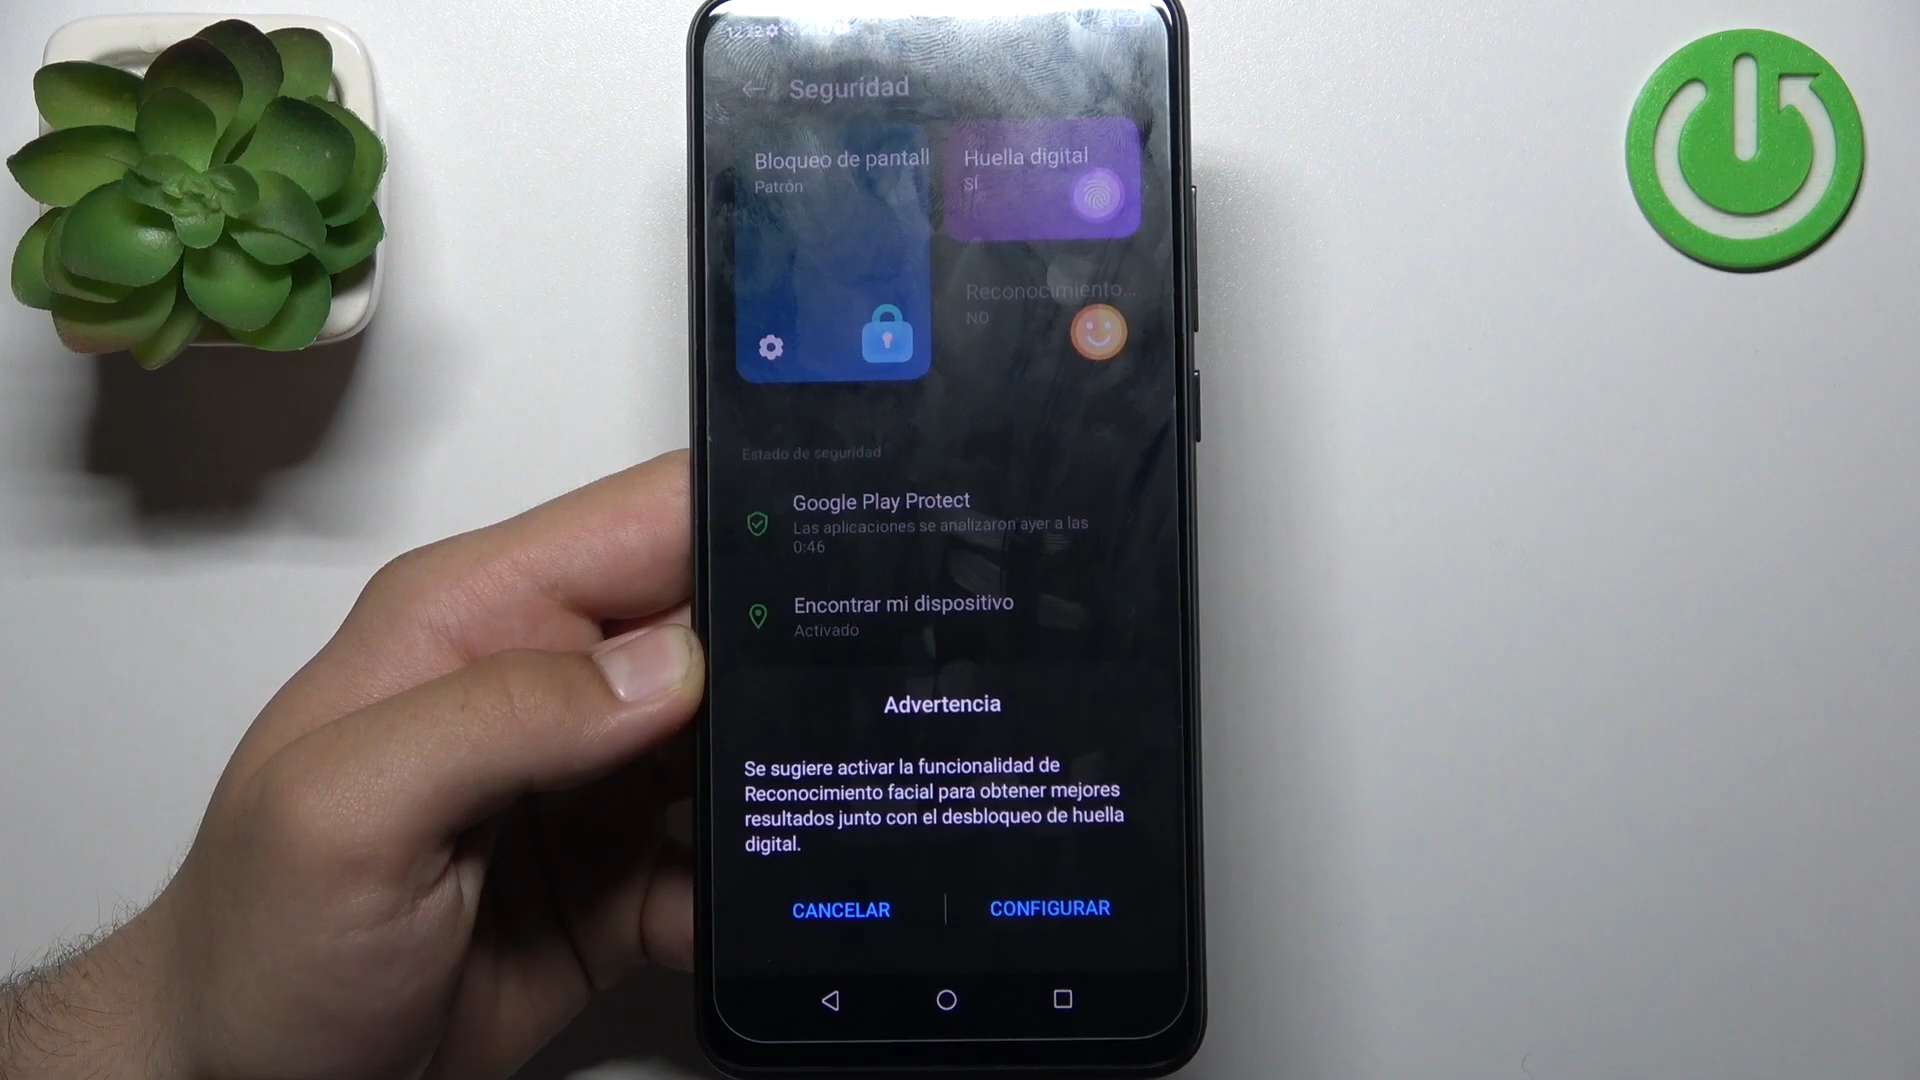 12:22
Seguridad
Bloqueo de pantall
Patrón
Huella digital
SÍ
Reconocimiento...
NO
Estado de seguridad
Google Play Protect
Las aplicaciones se analizaron ayer a las
0:46
Encontrar mi dispositivo
Activado
Advertencia
Se sugiere activar la funcionalidad de
Reconocimiento facial para obtener mejores
resultados junto con el desbloqueo de huella
digital.
CANCELAR
CONFIGURAR